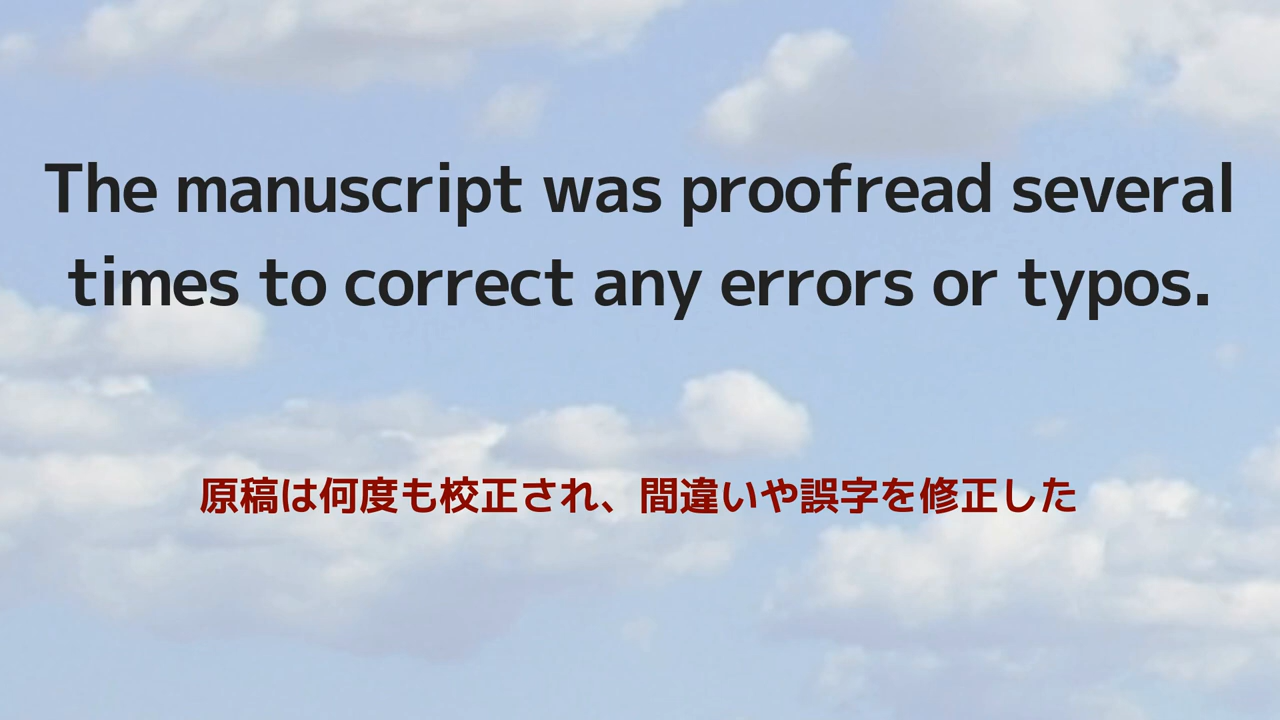 The manuscript was proofread several
times to correct any errors or typos.
原稿は何度も校正され、間違いや誤字を修正した